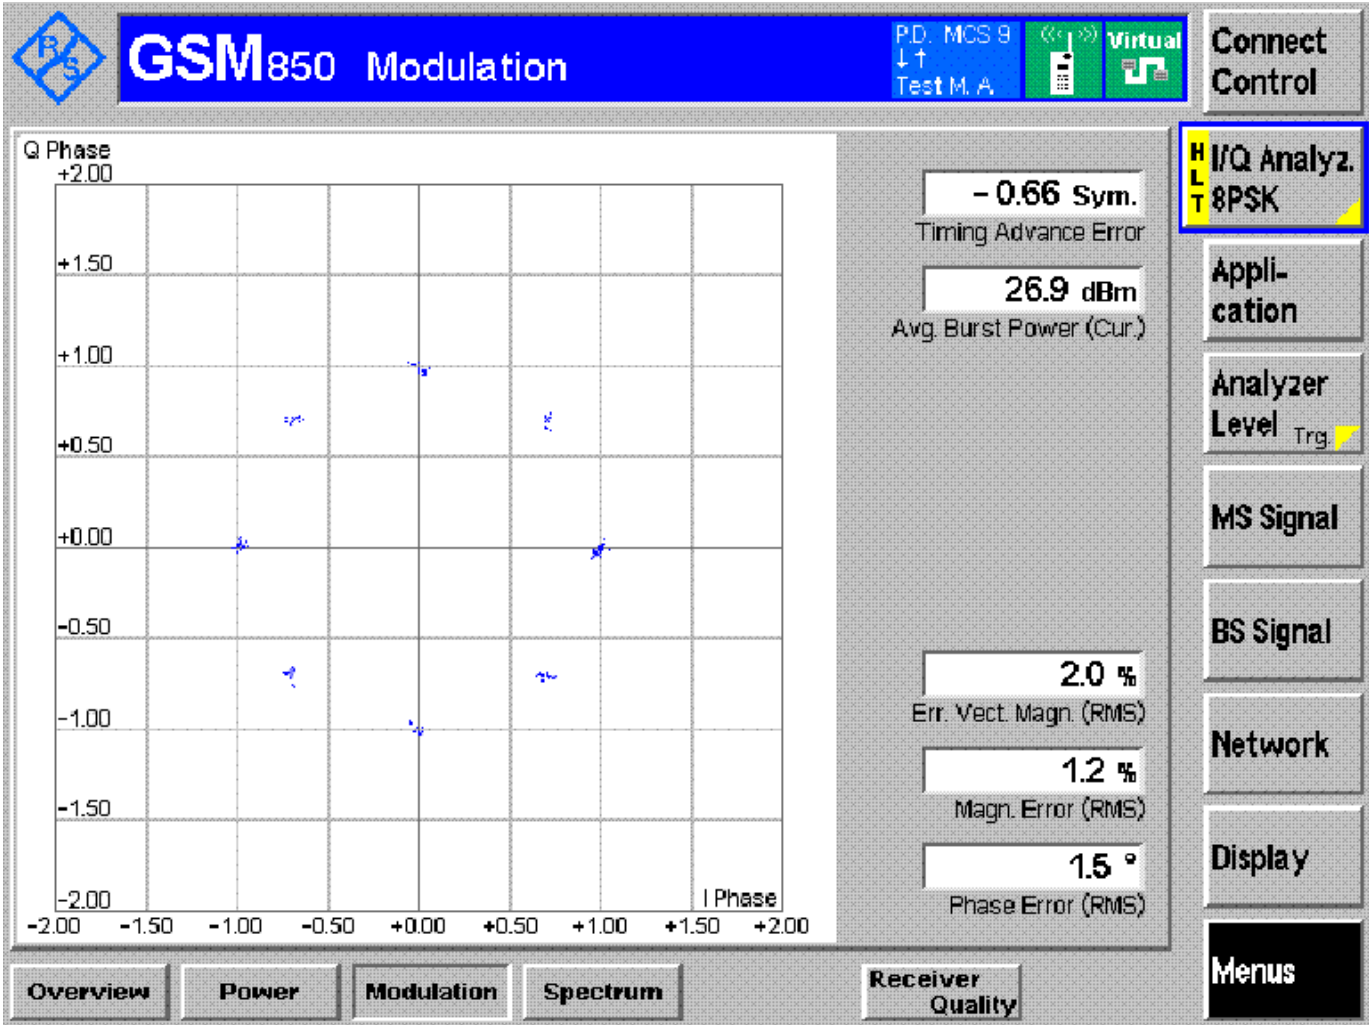 R&S
GSM850 Modulation
P.D. MCS 9
↓↑
Test M. A.
Virtual
Connect
Control
Q Phase
+2.00
+1.50
+1.00
+0.50
+0.00
-0.50
-1.00
-1.50
-2.00
I Phase
-2.00 -1.50 -1.00 -0.50 +0.00 +0.50 +1.00 +1.50 +2.00
-0.66 Sym.
Timing Advance Error
26.9 dBm
Avg. Burst Power (Cur.)
2.0 %
Err. Vect. Magn. (RMS)
1.2 %
Magn. Error (RMS)
1.5 °
Phase Error (RMS)
HLT
I/Q Analyz.
8PSK
Appli-
cation
Analyzer
Level Trg.
MS Signal
BS Signal
Network
Display
Menus
Overview Power Modulation Spectrum
Receiver
Quality